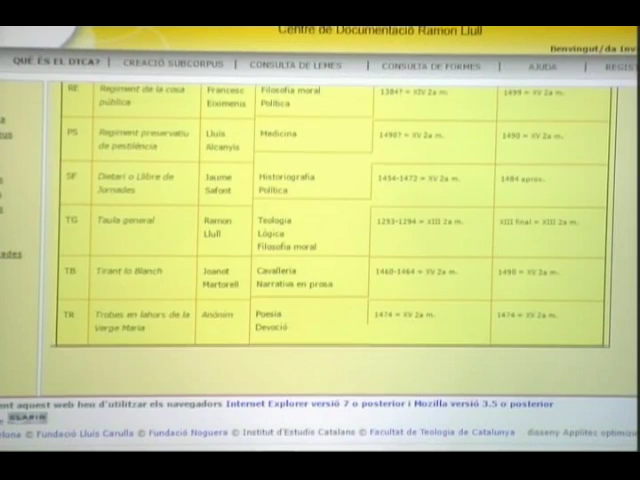 Centre de Documentació Ramon Llull
Benvingut/da Inv
QUÈ ÉS EL DTCA? | CREACIÓ SUBCORPUS | CONSULTA DE LEMES | CONSULTA DE FORMES | AJUDA | REGIST
RE Regiment de la cosa pública Francesc Eiximenis Filosofia moral Política 1384? = XIV 2a m. 1499 = XV 2a m.
PS Regiment preservatiu de pestilència Lluís Alcanyís Medicina 1490? = XV 2a m. 1490 = XV 2a m.
SF Dietari o Llibre de Jornades Jaume Safont Historiografia Política 1454-1472 = XV 2a m. 1484 aprox.
TG Taula general Ramon Llull Teologia Lògica Filosofia moral 1293-1294 = XIII 2a m. XIII final = XIII 2a m.
TB Tirant lo Blanch Joanot Martorell Cavalleria Narrativa en prosa 1460-1464 = XV 2a m. 1490 = XV 2a m.
TR Trobes en lahors de la Verge Maria Anònim Poesia Devoció 1474 = XV 2a m. 1474 = XV 2a m.
ades
ent aquest web heu d'utilitzar els navegadors Internet Explorer versió 7 o posterior i Mozilla versió 3.5 o posterior
elona © Fundació Lluís Carulla © Fundació Noguera © Institut d'Estudis Catalans © Facultat de Teologia de Catalunya disseny Applitec optimiz